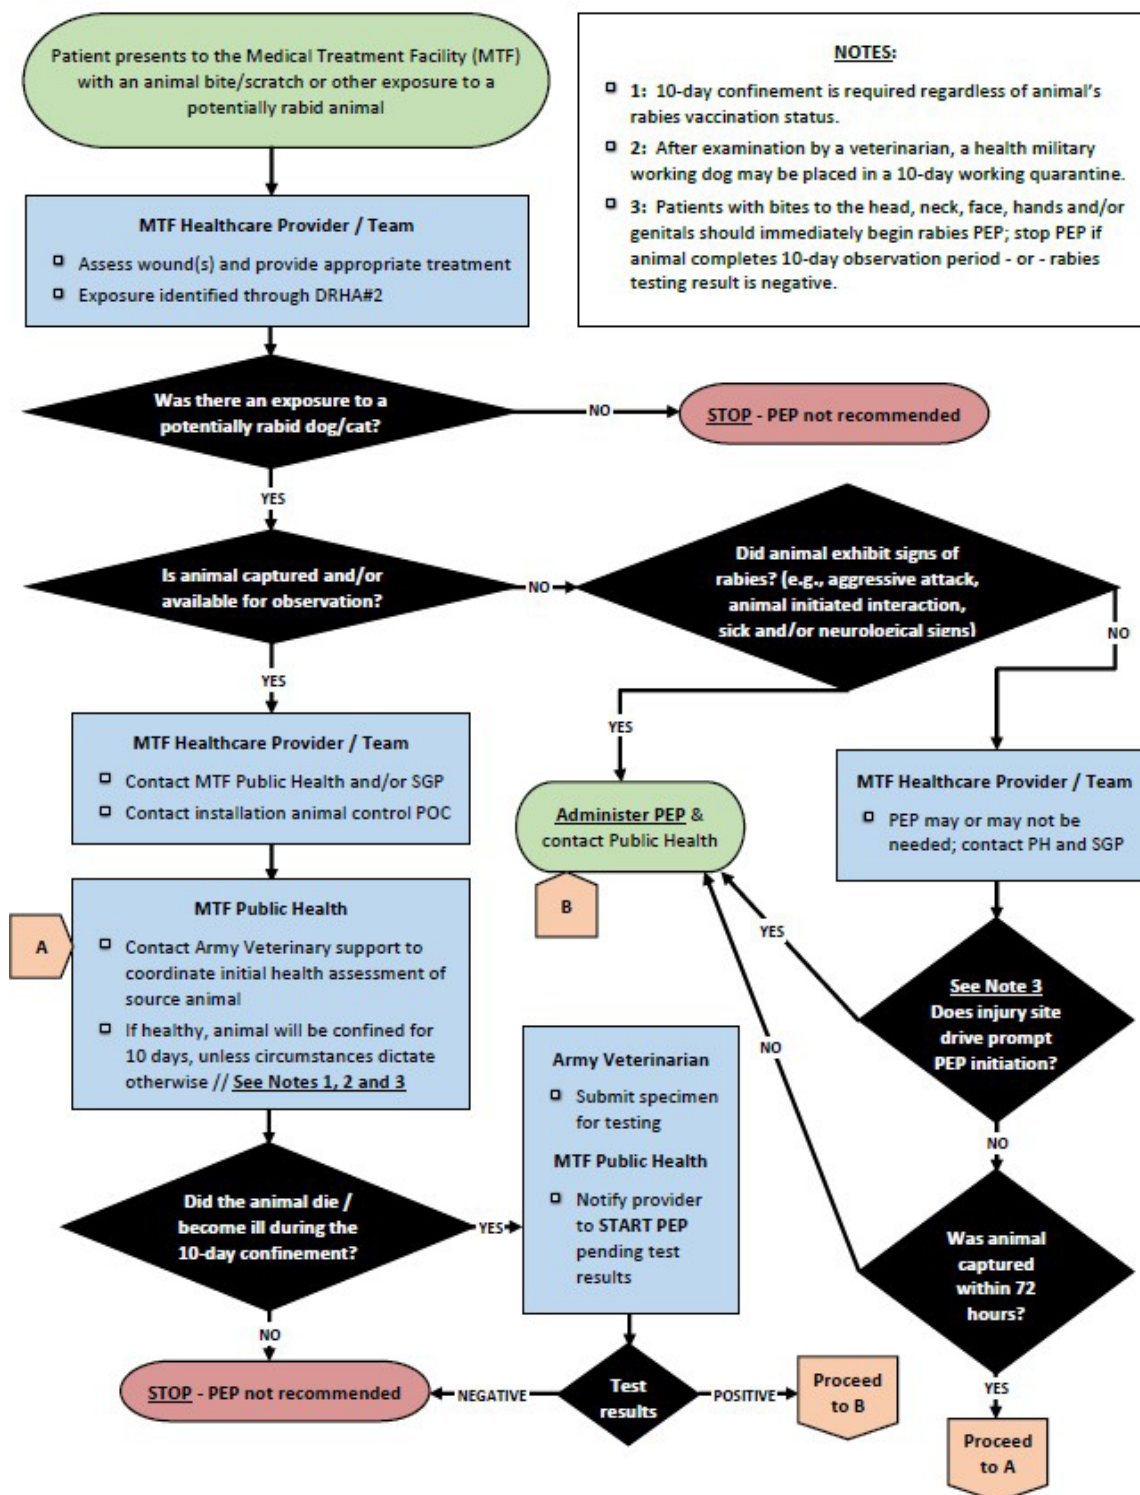 Patient presents to the Medical Treatment Facility (MTF)
with an animal bite/scratch or other exposure to a
potentially rabid animal
NOTES:
1: 10-day confinement is required regardless of animal's
rabies vaccination status.
2: After examination by a veterinarian, a health military
working dog may be placed in a 10-day working quarantine.
3: Patients with bites to the head, neck, face, hands and/or
genitals should immediately begin rabies PEP; stop PEP if
animal completes 10-day observation period - or - rabies
testing result is negative.
MTF Healthcare Provider / Team
Assess wound(s) and provide appropriate treatment
Exposure identified through DRHA#2
Was there an exposure to a
potentially rabid dog/cat?
NO
STOP - PEP not recommended
YES
Is animal captured and/or
available for observation?
NO
Did animal exhibit signs of
rabies? (e.g., aggressive attack,
animal initiated interaction,
sick and/or neurological signs)
NO
YES
YES
MTF Healthcare Provider / Team
Contact MTF Public Health and/or SGP
Contact installation animal control POC
Administer PEP &
contact Public Health
B
MTF Healthcare Provider / Team
PEP may or may not be
needed; contact PH and SGP
A
MTF Public Health
Contact Army Veterinary support to
coordinate initial health assessment of
source animal
If healthy, animal will be confined for
10 days, unless circumstances dictate
otherwise // See Notes 1, 2 and 3
YES
See Note 3
Does injury site
drive prompt
PEP initiation?
NO
NO
Army Veterinarian
Submit specimen
for testing
MTF Public Health
Notify provider
to START PEP
pending test
results
Did the animal die /
become ill during the
10-day confinement?
YES
NO
Was animal
captured
within 72
hours?
YES
STOP - PEP not recommended
NEGATIVE
Test
results
POSITIVE
Proceed
to B
Proceed
to A